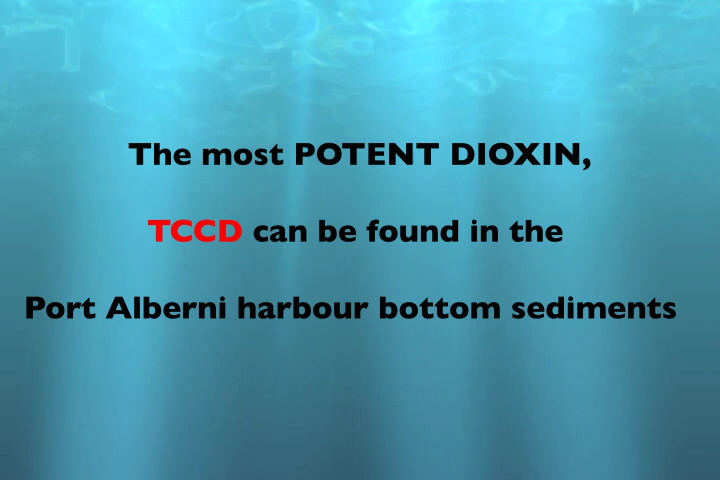 The most POTENT DIOXIN,
TCCD can be found in the
Port Alberni harbour bottom sediments